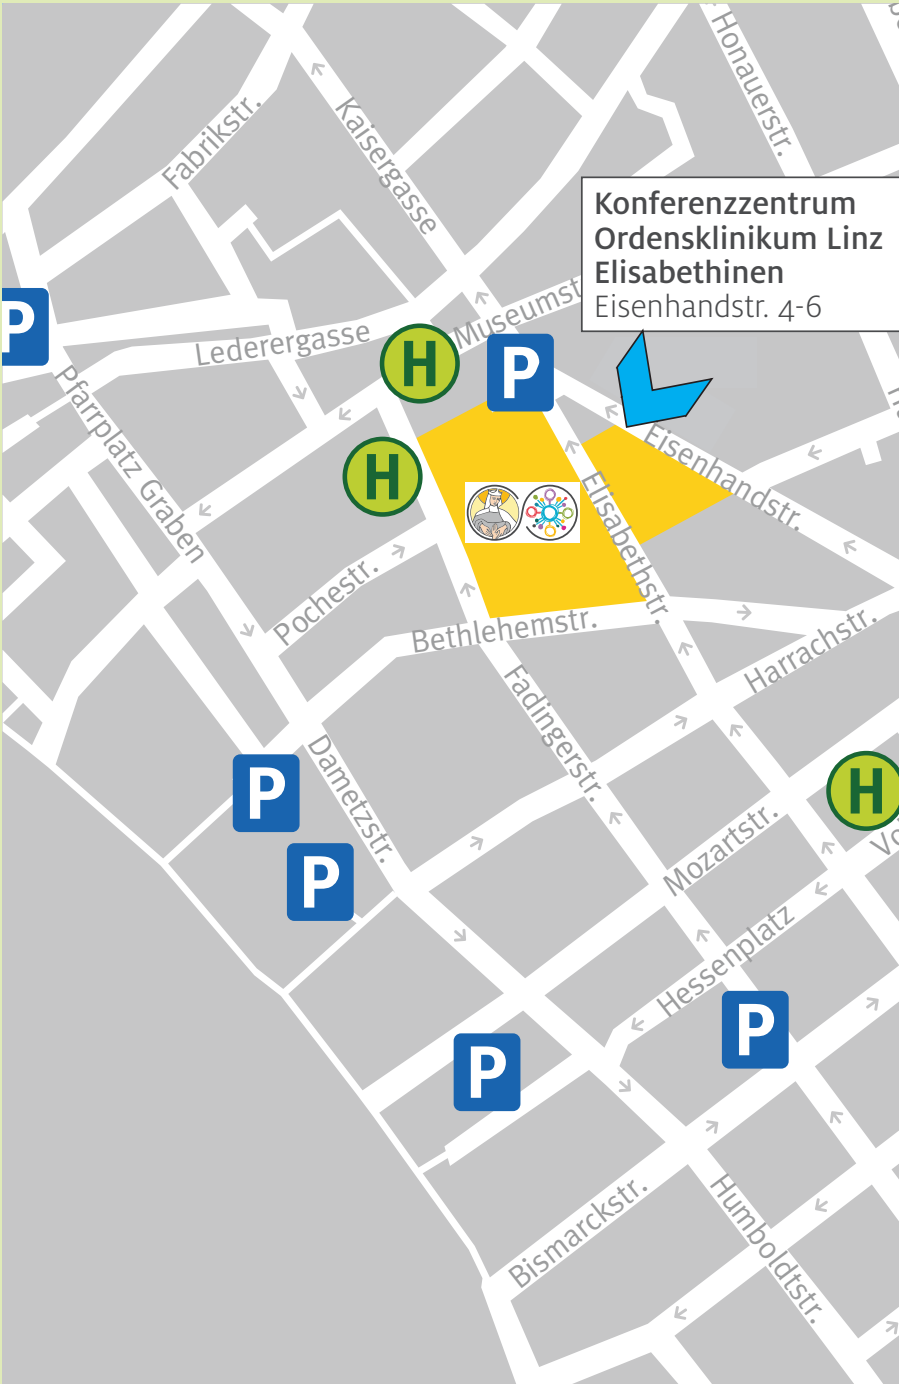 Honauerstr.
Fabrikstr.
Kaisergasse
Konferenzzentrum
Ordensklinikum Linz
Elisabethinen
Eisenhandstr. 4-6
P
Museumst
Lederergasse
H
P
Pfarrplatz Graben
H
Eisenhandstr.
Elisabethstr.
Pochestr.
Bethlehemstr.
Harrachstr.
Fadingerstr.
Dametzstr.
P
H
Mozartstr.
P
Hessenplatz
P
P
Bismarckstr.
Humboldtstr.